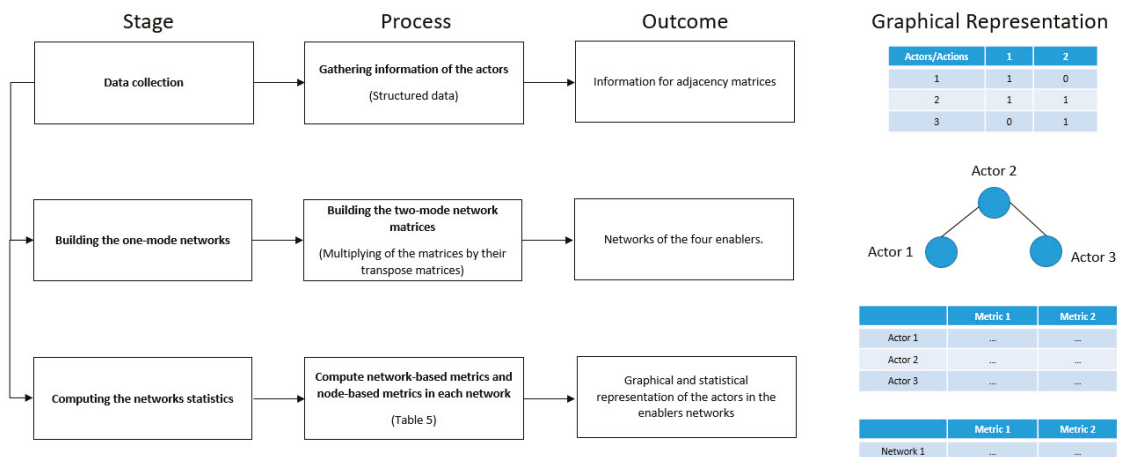 Stage
Process
Outcome
Graphical Representation
Data collection
Gathering information of the actors
(Structured data)
Information for adjacency matrices
Actors/Actions 1 2
1 1 0
2 1 1
3 0 1
Building the one-mode networks
Building the two-mode network
matrices
(Multiplying of the matrices by their
transpose matrices)
Networks of the four enablers.
Actor 2
Actor 1
Actor 3
Computing the networks statistics
Compute network-based metrics and
node-based metrics in each network
(Table 5)
Graphical and statistical
representation of the actors in the
enablers networks
Metric 1 Metric 2
Actor 1 ... ...
Actor 2 ... ...
Actor 3 ... ...
Metric 1 Metric 2
Network 1 ... ...